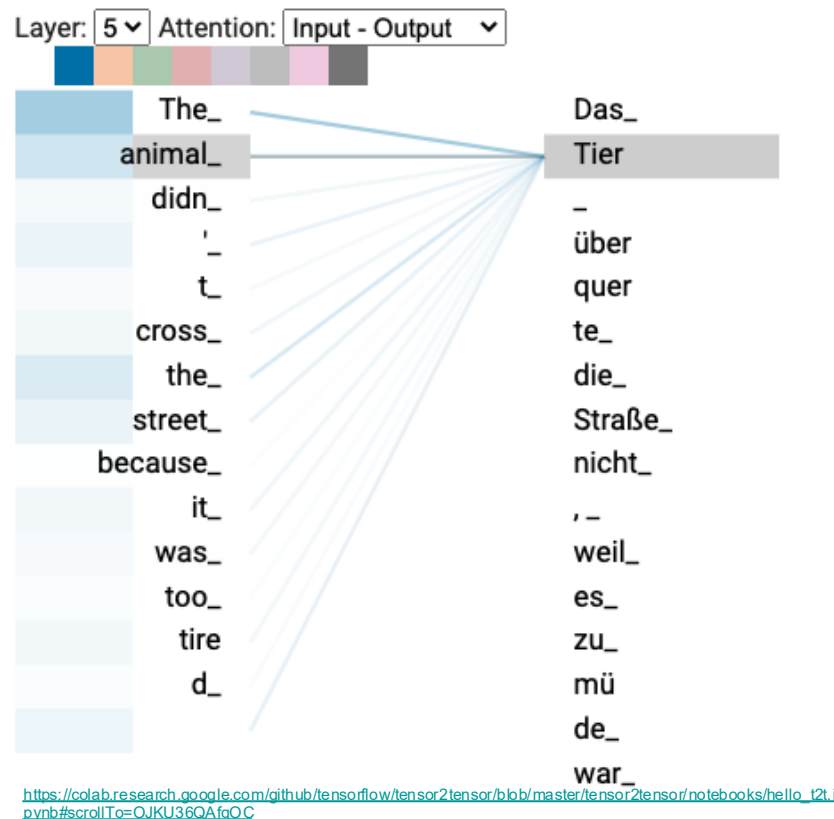 Layer: 5 Attention: Input - Output
The_ Das_
animal_ Tier
didn_ _
'_ über
t_ quer
cross_ te_
the_ die_
street_ Straße_
because_ nicht_
it_ , _
was_ weil_
too_ es_
tire zu_
d_ mü
de_
war_
https://colab.research.google.com/github/tensorflow/tensor2tensor/blob/master/tensor2tensor/notebooks/hello_t2t.i
pynb#scrollTo=OJKU36QAfqOC